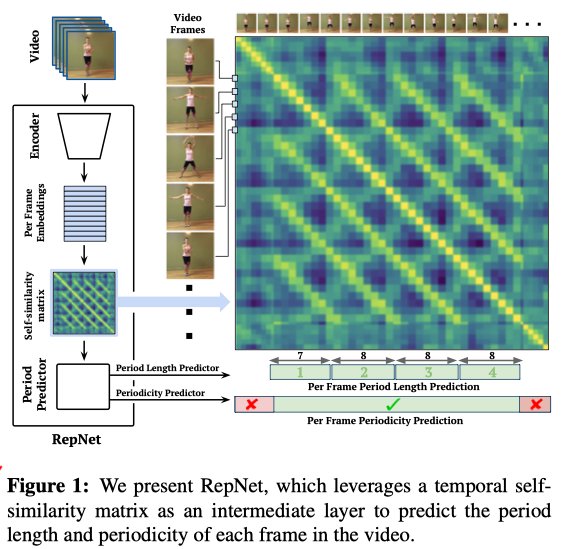 Video
Video
Frames
Encoder
Per Frame
Embeddings
Self-similarity
matrix
Period
Predictor
Period Length Predictor
Periodicity Predictor
RepNet
7 8 8 8
1 2 3 4
Per Frame Period Length Prediction
Per Frame Periodicity Prediction
Figure 1: We present RepNet, which leverages a temporal self-
similarity matrix as an intermediate layer to predict the period
length and periodicity of each frame in the video.